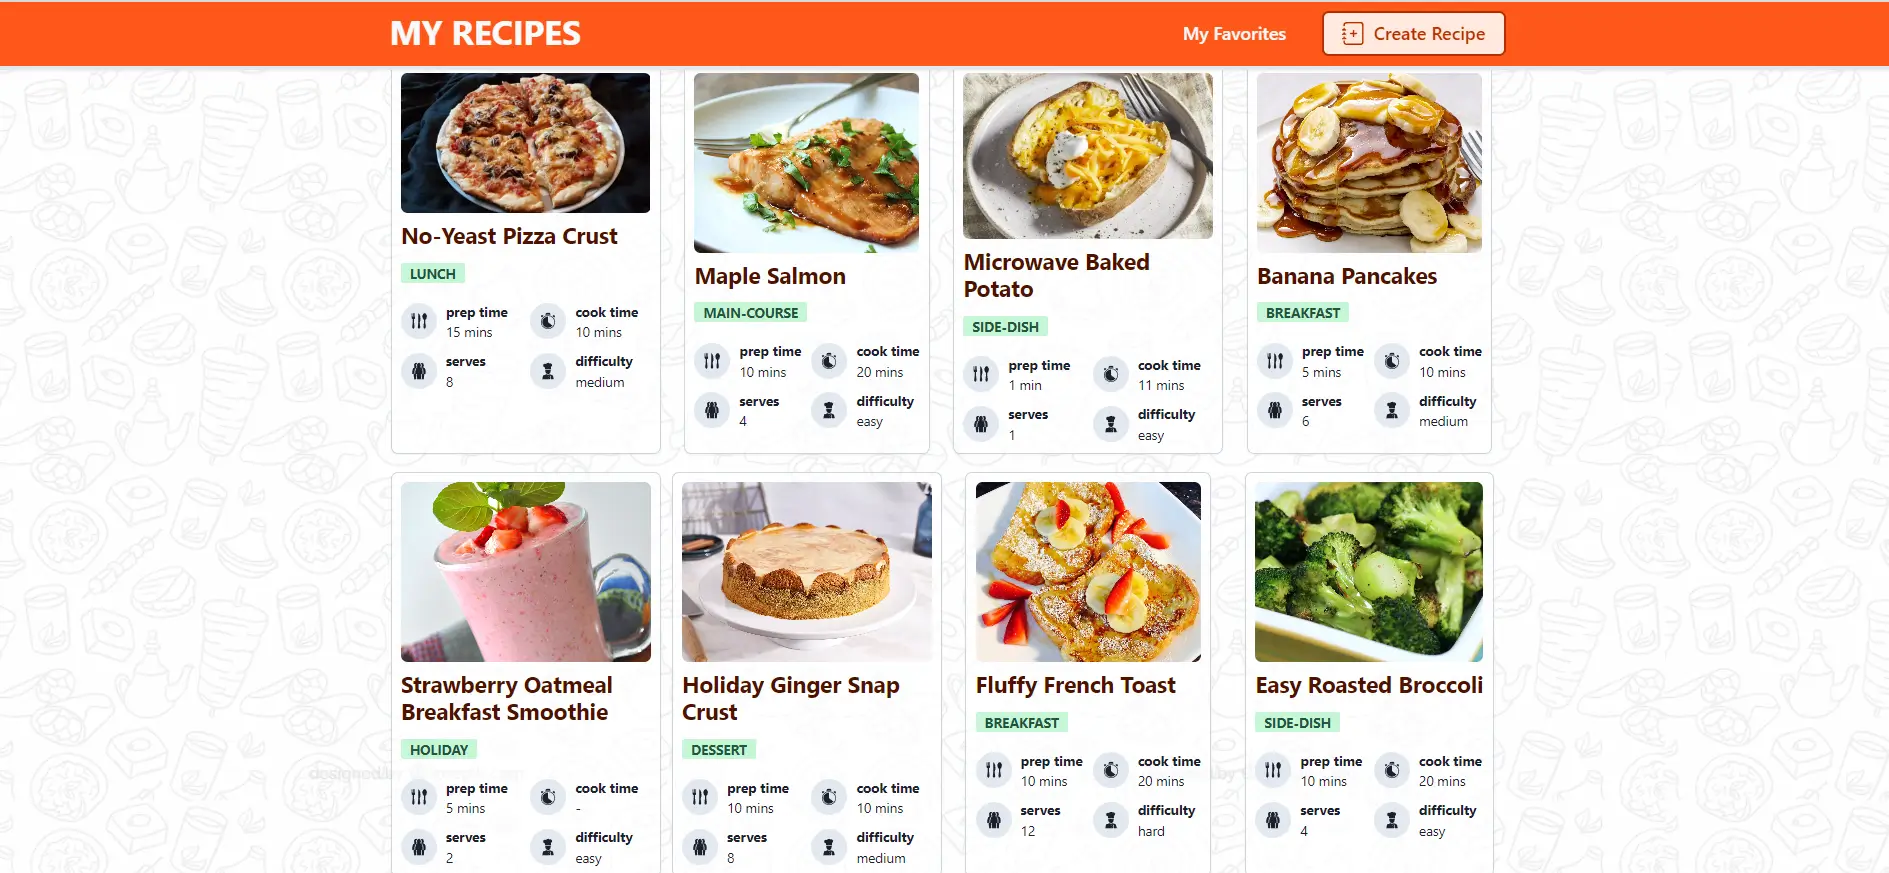 MY RECIPES
My Favorites
Create Recipe
No-Yeast Pizza Crust
LUNCH
prep time
15 mins
cook time
10 mins
serves
8
difficulty
medium
Maple Salmon
MAIN-COURSE
prep time
10 mins
cook time
20 mins
serves
4
difficulty
easy
Microwave Baked
Potato
SIDE-DISH
prep time
1 min
cook time
11 mins
serves
1
difficulty
easy
Banana Pancakes
BREAKFAST
prep time
5 mins
cook time
10 mins
serves
6
difficulty
medium
Strawberry Oatmeal
Breakfast Smoothie
HOLIDAY
prep time
5 mins
cook time
-
serves
2
difficulty
easy
Holiday Ginger Snap
Crust
DESSERT
prep time
10 mins
cook time
10 mins
serves
8
difficulty
medium
Fluffy French Toast
BREAKFAST
prep time
10 mins
cook time
20 mins
serves
12
difficulty
hard
Easy Roasted Broccoli
SIDE-DISH
prep time
10 mins
cook time
20 mins
serves
4
difficulty
easy
designed by